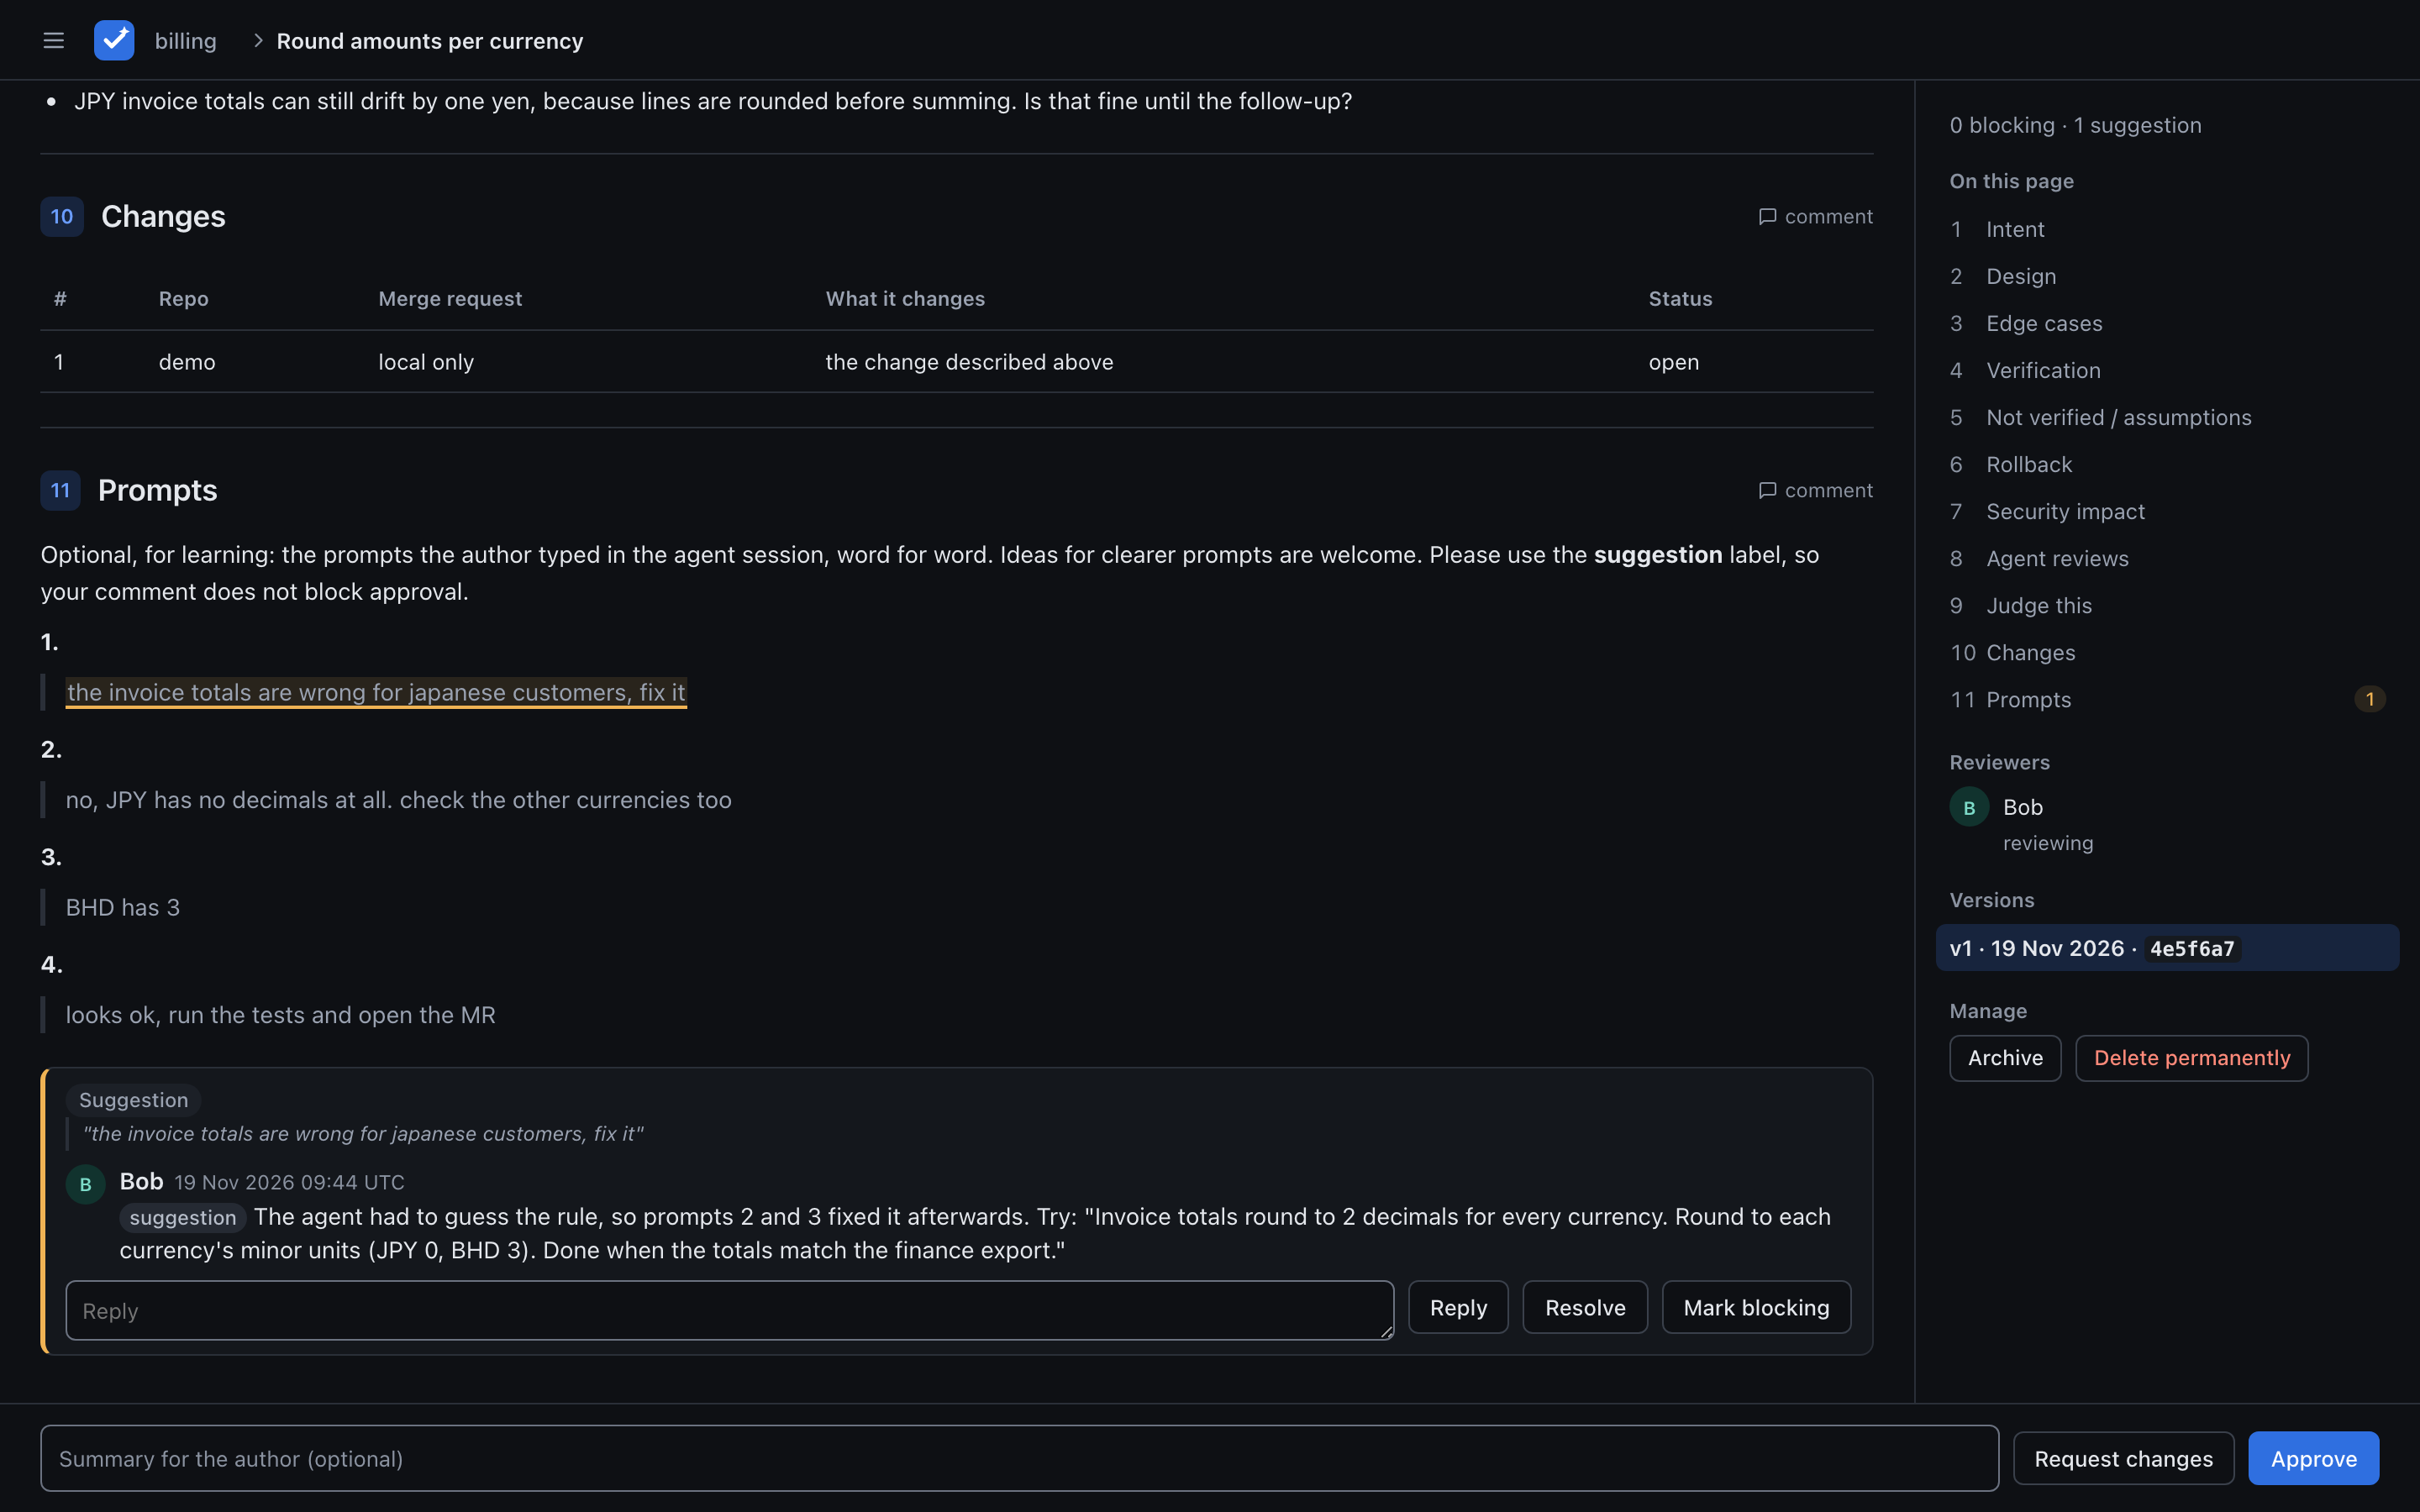 billing > Round amounts per currency
• JPY invoice totals can still drift by one yen, because lines are rounded before summing. Is that fine until the follow-up?
10 Changes
comment
# Repo Merge request What it changes Status
1 demo local only the change described above open
11 Prompts
comment
Optional, for learning: the prompts the author typed in the agent session, word for word. Ideas for clearer prompts are welcome. Please use the suggestion label, so
your comment does not block approval.
1.
the invoice totals are wrong for japanese customers, fix it
2.
no, JPY has no decimals at all. check the other currencies too
3.
BHD has 3
4.
looks ok, run the tests and open the MR
Suggestion
"the invoice totals are wrong for japanese customers, fix it"
B Bob 19 Nov 2026 09:44 UTC
suggestion The agent had to guess the rule, so prompts 2 and 3 fixed it afterwards. Try: "Invoice totals round to 2 decimals for every currency. Round to each
currency's minor units (JPY 0, BHD 3). Done when the totals match the finance export."
Reply
Reply
Resolve
Mark blocking
0 blocking · 1 suggestion
On this page
1 Intent
2 Design
3 Edge cases
4 Verification
5 Not verified / assumptions
6 Rollback
7 Security impact
8 Agent reviews
9 Judge this
10 Changes
11 Prompts 1
Reviewers
B Bob
reviewing
Versions
v1 · 19 Nov 2026 · 4e5f6a7
Manage
Archive
Delete permanently
Summary for the author (optional)
Request changes
Approve